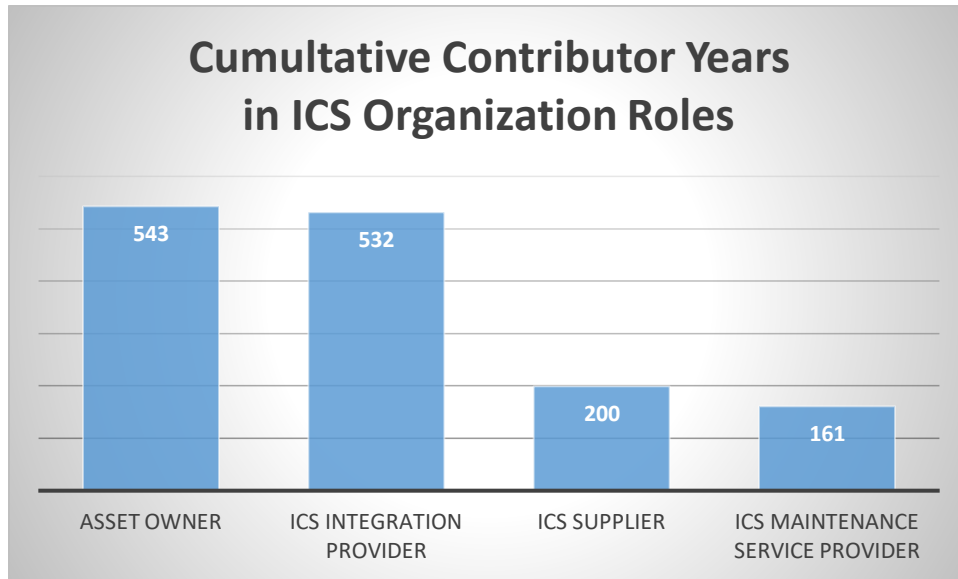 Cumultative Contributor Years
in ICS Organization Roles
543
532
200
161
ASSET OWNER
ICS INTEGRATION
PROVIDER
ICS SUPPLIER
ICS MAINTENANCE
SERVICE PROVIDER